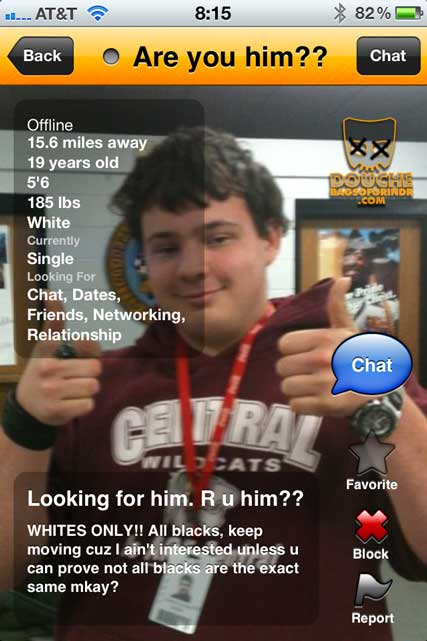 AT&T 8:15 82%
Back Are you him?? Chat
Offline
15.6 miles away
19 years old
5'6
185 lbs
White
Currently
Single
Looking For
Chat, Dates,
Friends, Networking,
Relationship
DOUCHE
BAGSOFGRINDR
.COM
Pride
Chat
CENTRAL
WILDCATS
Favorite
Looking for him. R u him??
WHITES ONLY!! All blacks, keep
moving cuz I ain't interested unless u
can prove not all blacks are the exact
same mkay?
Block
Report